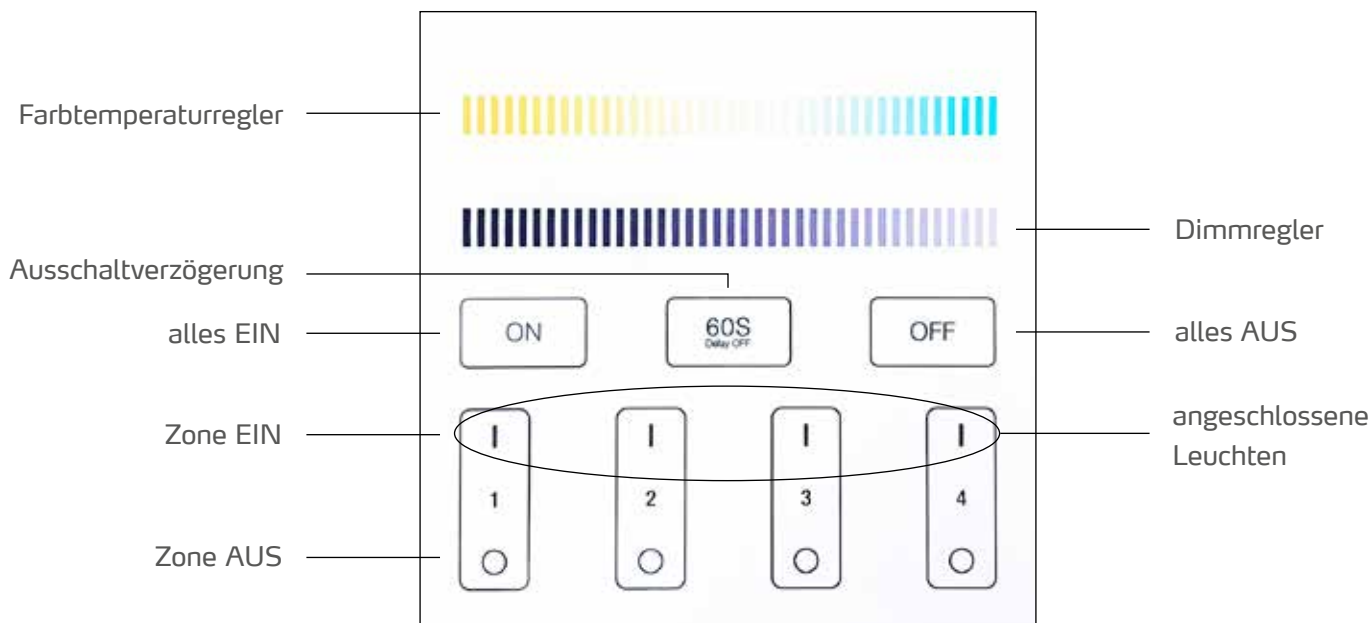 Farbtemperaturregler
Dimmregler
Ausschaltverzögerung
alles EIN
ON
60S
Delay OFF
OFF
alles AUS
Zone EIN
I
I
I
I
angeschlossene
Leuchten
1
2
3
4
Zone AUS